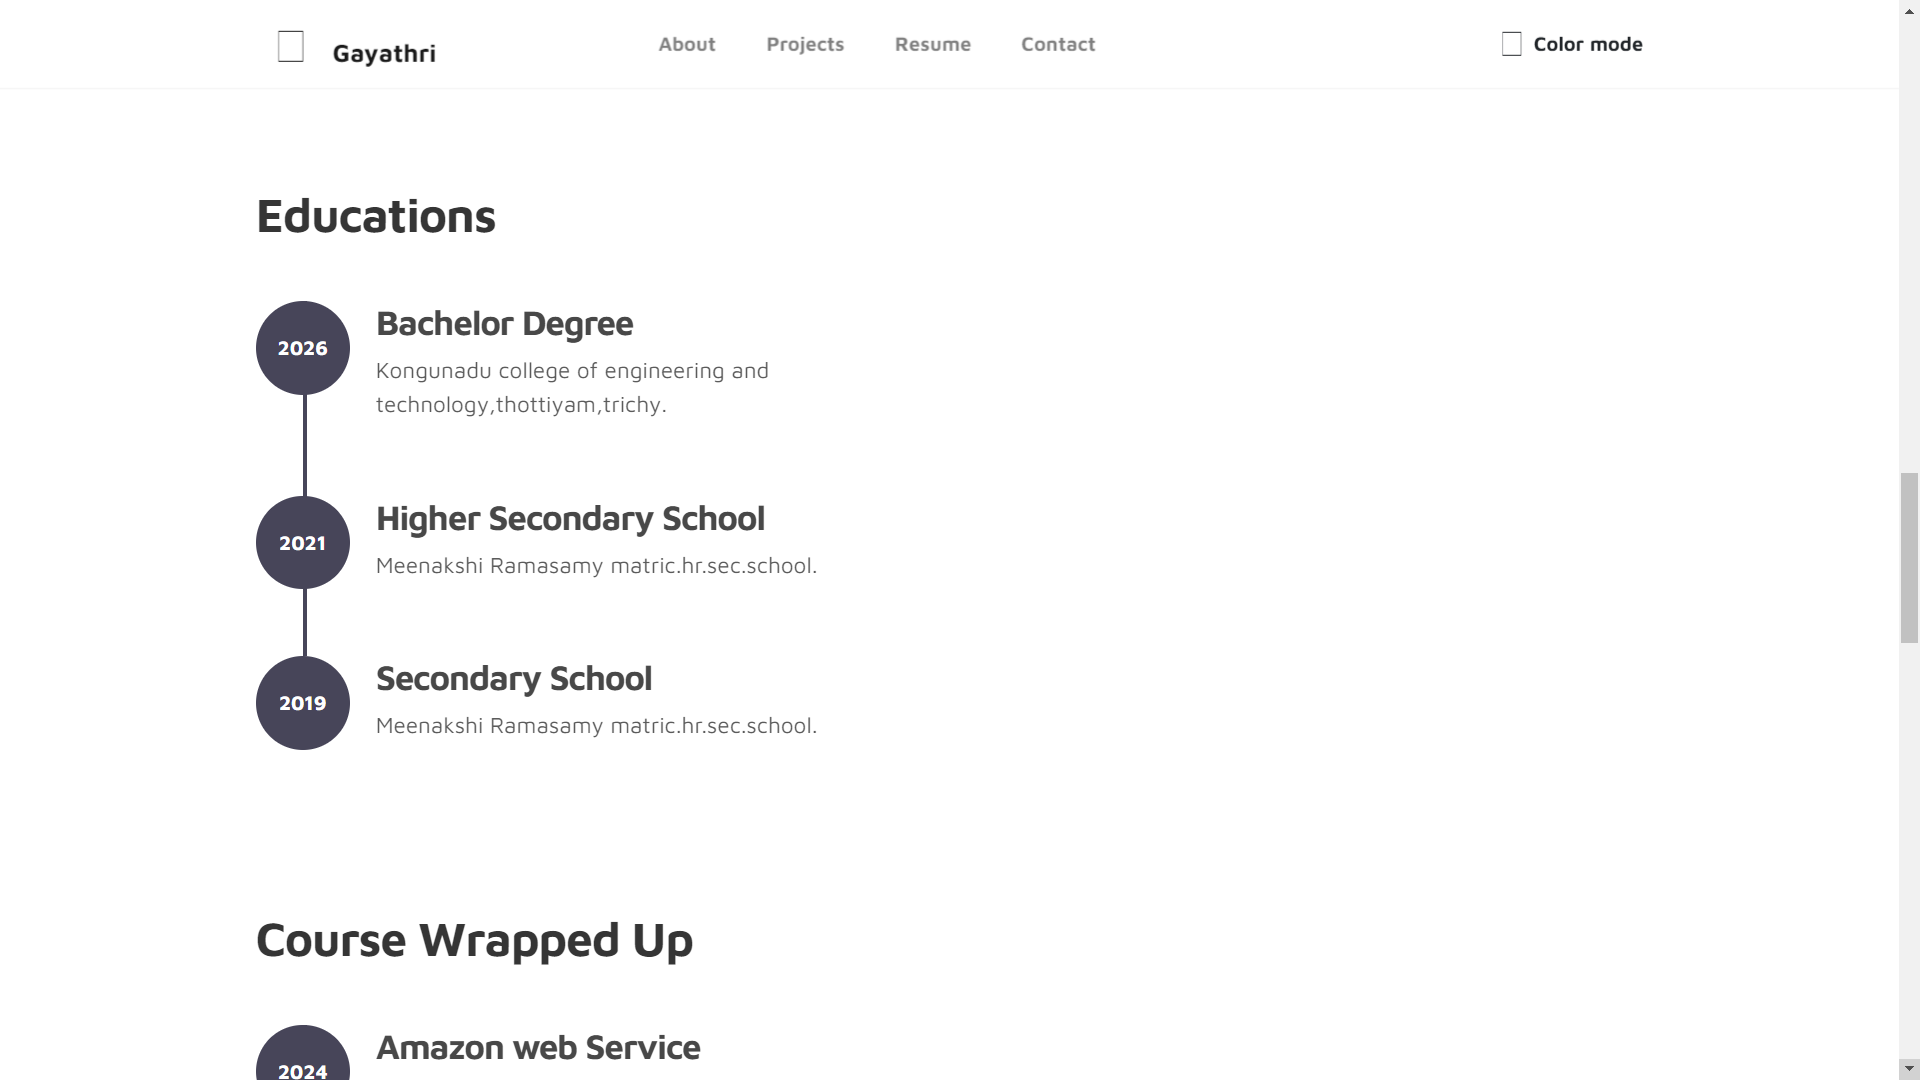 Gayathri
About
Projects
Resume
Contact
Color mode
Educations
2026
Bachelor Degree
Kongunadu college of engineering and
technology,thottiyam,trichy.
2021
Higher Secondary School
Meenakshi Ramasamy matric.hr.sec.school.
2019
Secondary School
Meenakshi Ramasamy matric.hr.sec.school.
Course Wrapped Up
2024
Amazon web Service